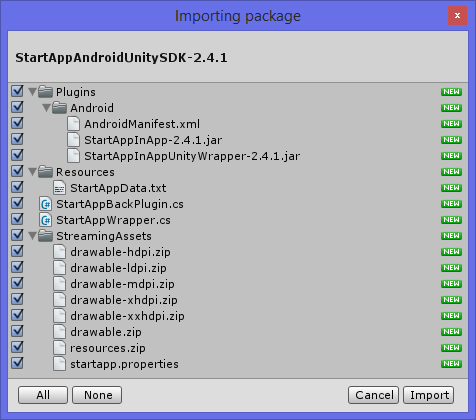 Importing package
x
StartAppAndroidUnitySDK-2.4.1
Plugins NEW
Android NEW
AndroidManifest.xml NEW
StartAppInApp-2.4.1.jar NEW
StartAppInAppUnityWrapper-2.4.1.jar NEW
Resources NEW
StartAppData.txt NEW
C# StartAppBackPlugin.cs NEW
C# StartAppWrapper.cs NEW
StreamingAssets NEW
drawable-hdpi.zip NEW
drawable-ldpi.zip NEW
drawable-mdpi.zip NEW
drawable-xhdpi.zip NEW
drawable-xxhdpi.zip NEW
drawable.zip NEW
resources.zip NEW
startapp.properties NEW
All None Cancel Import